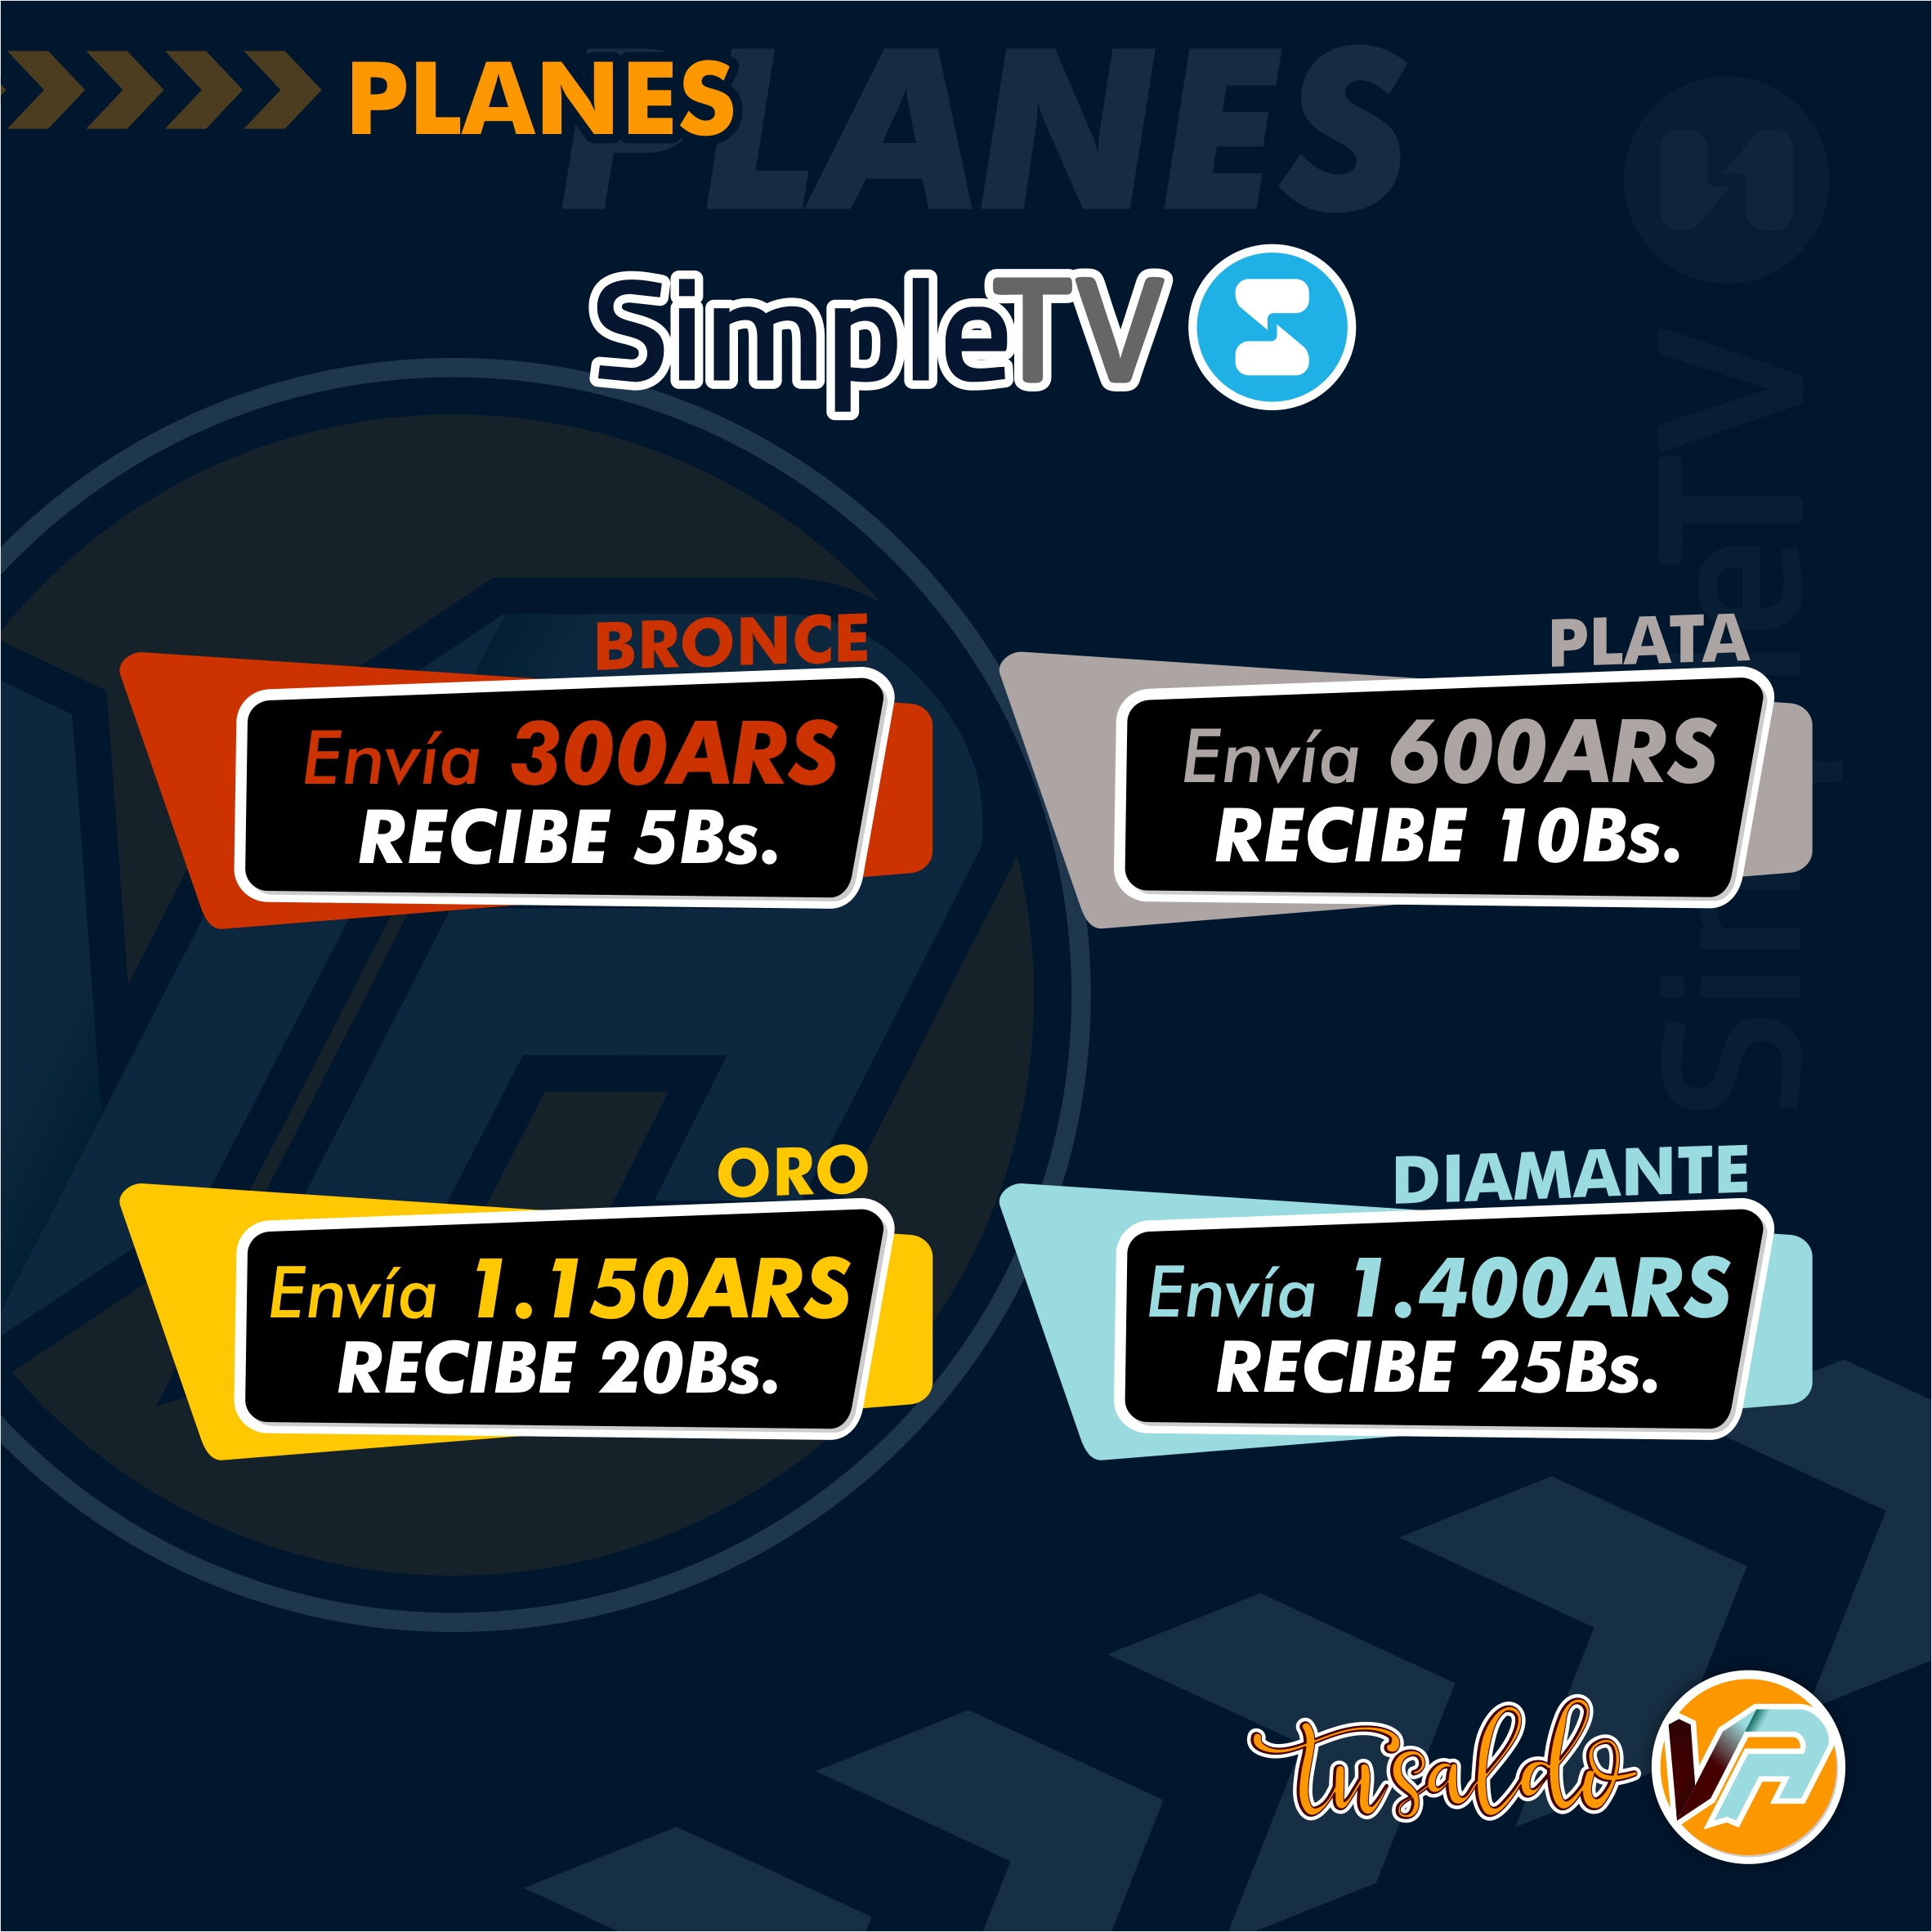 PLANES
PLANES
SimpleTV
SimpleTV
BRONCE
Envía 300ARS
RECIBE 5Bs.
PLATA
Envía 600ARS
RECIBE 10Bs.
ORO
Envía 1.150ARS
RECIBE 20Bs.
DIAMANTE
Envía 1.400ARS
RECIBE 25Bs.
Tusaldo
VP